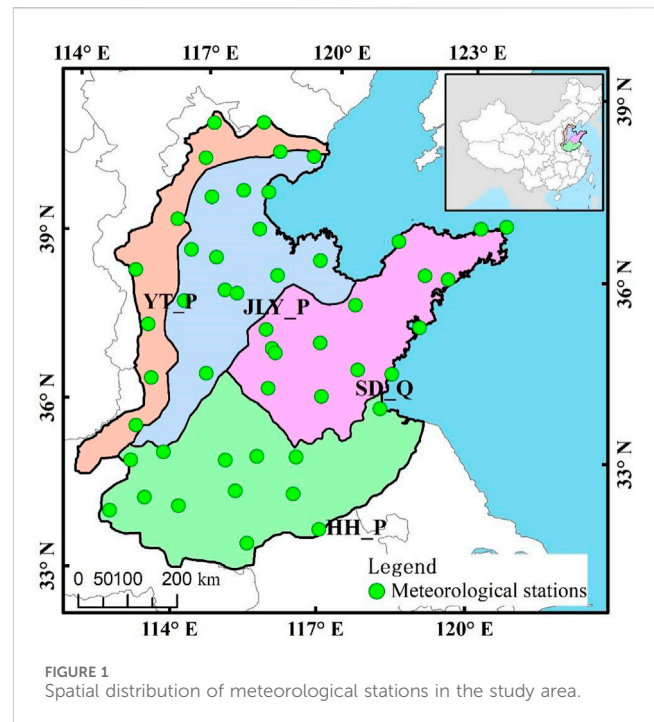 114° E 117° E 120° E 123° E
39° N
39° N
36° N
YT_P
JLY_P
SD_Q
36° N
33° N
HH_P
33° N
Legend
Meteorological stations
0 50100 200 km
114° E 117° E 120° E
FIGURE 1
Spatial distribution of meteorological stations in the study area.